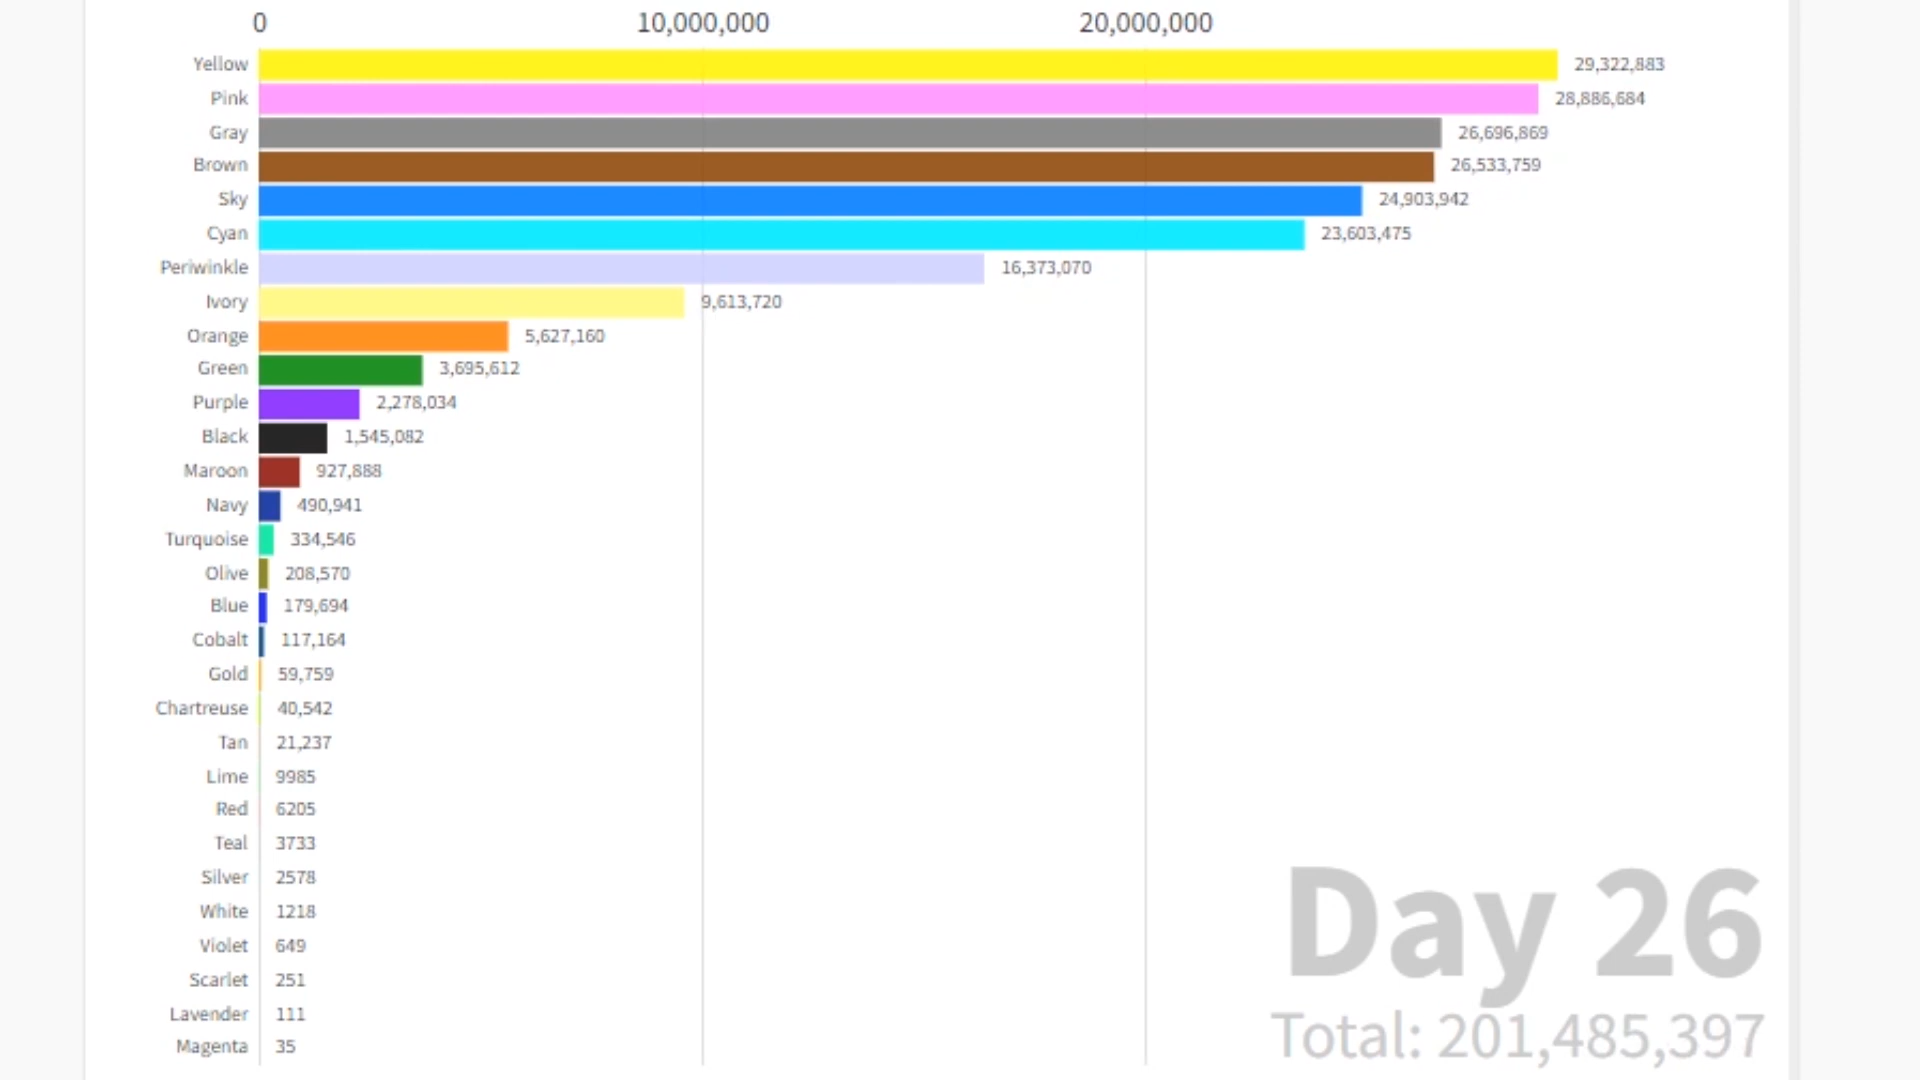 0 10,000,000 20,000,000
Yellow 29,322,883
Pink 28,886,684
Gray 26,696,869
Brown 26,533,759
Sky 24,903,942
Cyan 23,603,475
Periwinkle 16,373,070
Ivory 9,613,720
Orange 5,627,160
Green 3,695,612
Purple 2,278,034
Black 1,545,082
Maroon 927,888
Navy 490,941
Turquoise 334,546
Olive 208,570
Blue 179,694
Cobalt 117,164
Gold 59,759
Chartreuse 40,542
Tan 21,237
Lime 9985
Red 6205
Teal 3733
Silver 2578
White 1218
Violet 649
Scarlet 251
Lavender 111
Magenta 35
Day 26
Total: 201,485,397